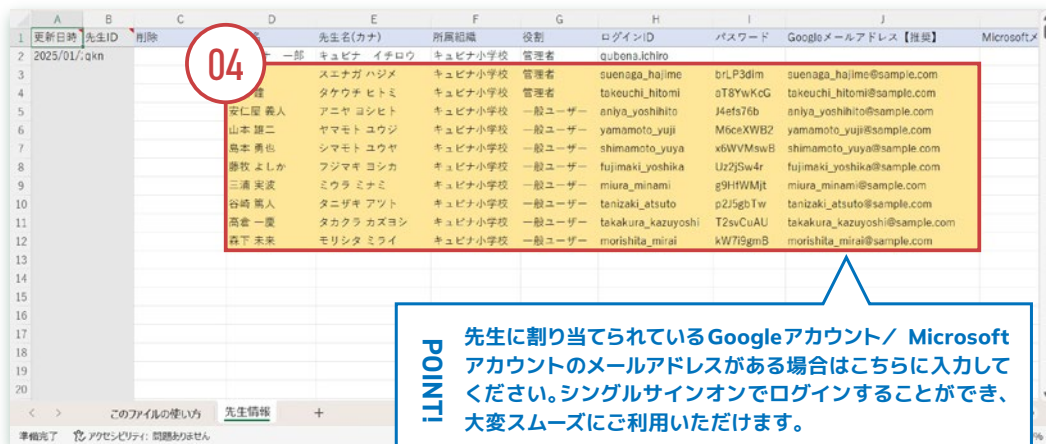 A B C D E F G H I J
1 更新日時 先生ID 削除 先生名(カナ) 所属組織 役割 ログインID パスワード Googleメールアドレス【推奨】 Microsoftメ
2 2025/01/ qkn 一郎 キュビナ イチロウ キュビナ小学校 管理者 qubena.ichiro
04
3 スエナガ ハジメ キュビナ小学校 管理者 suenaga_hajime brLP3dim suenaga_hajime@sample.com
4 タケウチ ヒトミ キュビナ小学校 管理者 takeuchi_hitomi aT8YwKcG takeuchi_hitomi@sample.com
5 安仁屋 義人 アニヤ ヨシヒト キュビナ小学校 一般ユーザー aniya_yoshihito J4efs76b aniya_yoshihito@sample.com
6 山本 雄二 ヤマモト ユウジ キュビナ小学校 一般ユーザー yamamoto_yuji M6ceXWB2 yamamoto_yuji@sample.com
7 島本 勇也 シマモト ユウヤ キュビナ小学校 一般ユーザー shimamoto_yuya x6WVMswB shimamoto_yuya@sample.com
8 藤牧 よしか フジマキ ヨシカ キュビナ小学校 一般ユーザー fujimaki_yoshika Uz2jSw4r fujimaki_yoshika@sample.com
9 三浦 実波 ミウラ ミナミ キュビナ小学校 一般ユーザー miura_minami g9HfWMjt miura_minami@sample.com
10 谷崎 篤人 タニザキ アツト キュビナ小学校 一般ユーザー tanizaki_atsuto p2J5gbTw tanizaki_atsuto@sample.com
11 高倉 一慶 タカクラ カズヨシ キュビナ小学校 一般ユーザー takakura_kazuyoshi T2svCuAU takakura_kazuyoshi@sample.com
12 森下 未来 モリシタ ミライ キュビナ小学校 一般ユーザー morishita_mirai kW7i9gmB morishita_mirai@sample.com
13
14
15
16
17
18
19
20
POINT!
先生に割り当てられているGoogleアカウント/ Microsoft
アカウントのメールアドレスがある場合はこちらに入力して
ください。シングルサインオンでログインすることができ、
大変スムーズにご利用いただけます。
このファイルの使い方 先生情報 +
準備完了 アクセシビリティ: 問題ありません